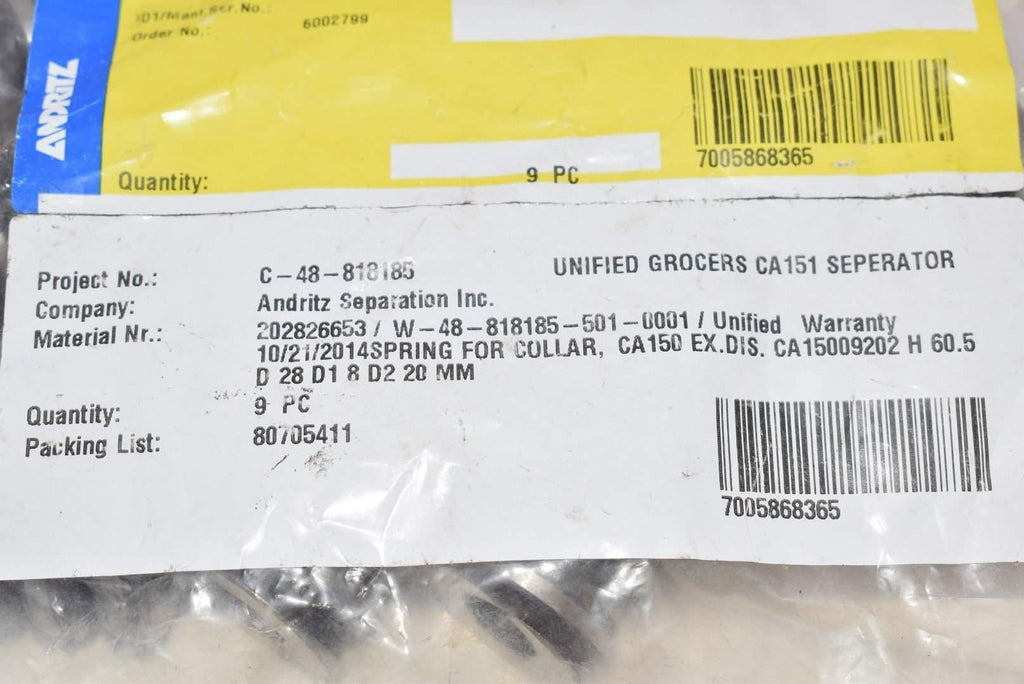 ID1/Manf.Ser.No.:
Order No.: 6002799
ANDRITZ
7005868365
Quantity: 9 PC
Project No.: C-48-818185 UNIFIED GROCERS CA151 SEPERATOR
Company: Andritz Separation Inc.
Material Nr.: 202826653 / W-48-818185-501-0001 / Unified Warranty
10/21/2014SPRING FOR COLLAR, CA150 EX.DIS. CA15009202 H 60.5
D 28 D1 8 D2 20 MM
Quantity: 9 PC
Packing List: 80705411
7005868365